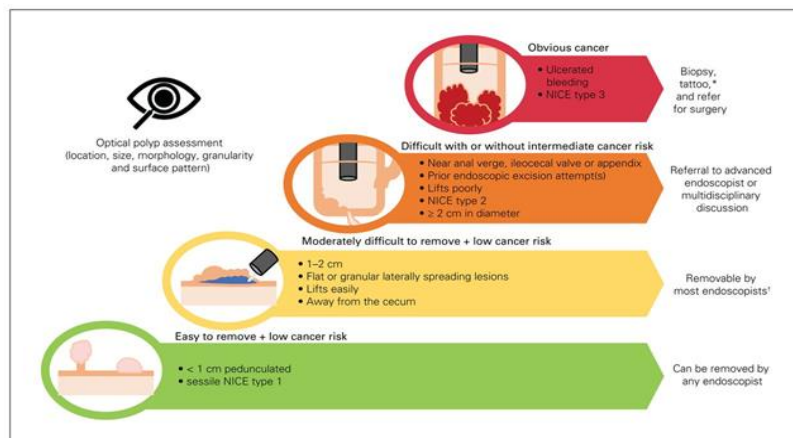 Obvious cancer
• Ulcerated
bleeding
• NICE type 3
Biopsy,
tattoo,*
and refer
for surgery
Optical polyp assessment
(location, size, morphology, granularity
and surface pattern)
Difficult with or without intermediate cancer risk
• Near anal verge, ileocecal valve or appendix
• Prior endoscopic excision attempt(s)
• Lifts poorly
• NICE type 2
• ≥ 2 cm in diameter
Referral to advanced
endoscopist or
multidisciplinary
discussion
Moderately difficult to remove + low cancer risk
• 1–2 cm
• Flat or granular laterally spreading lesions
• Lifts easily
• Away from the cecum
Removable by
most endoscopists†
Easy to remove + low cancer risk
• < 1 cm pedunculated
• sessile NICE type 1
Can be removed by
any endoscopist